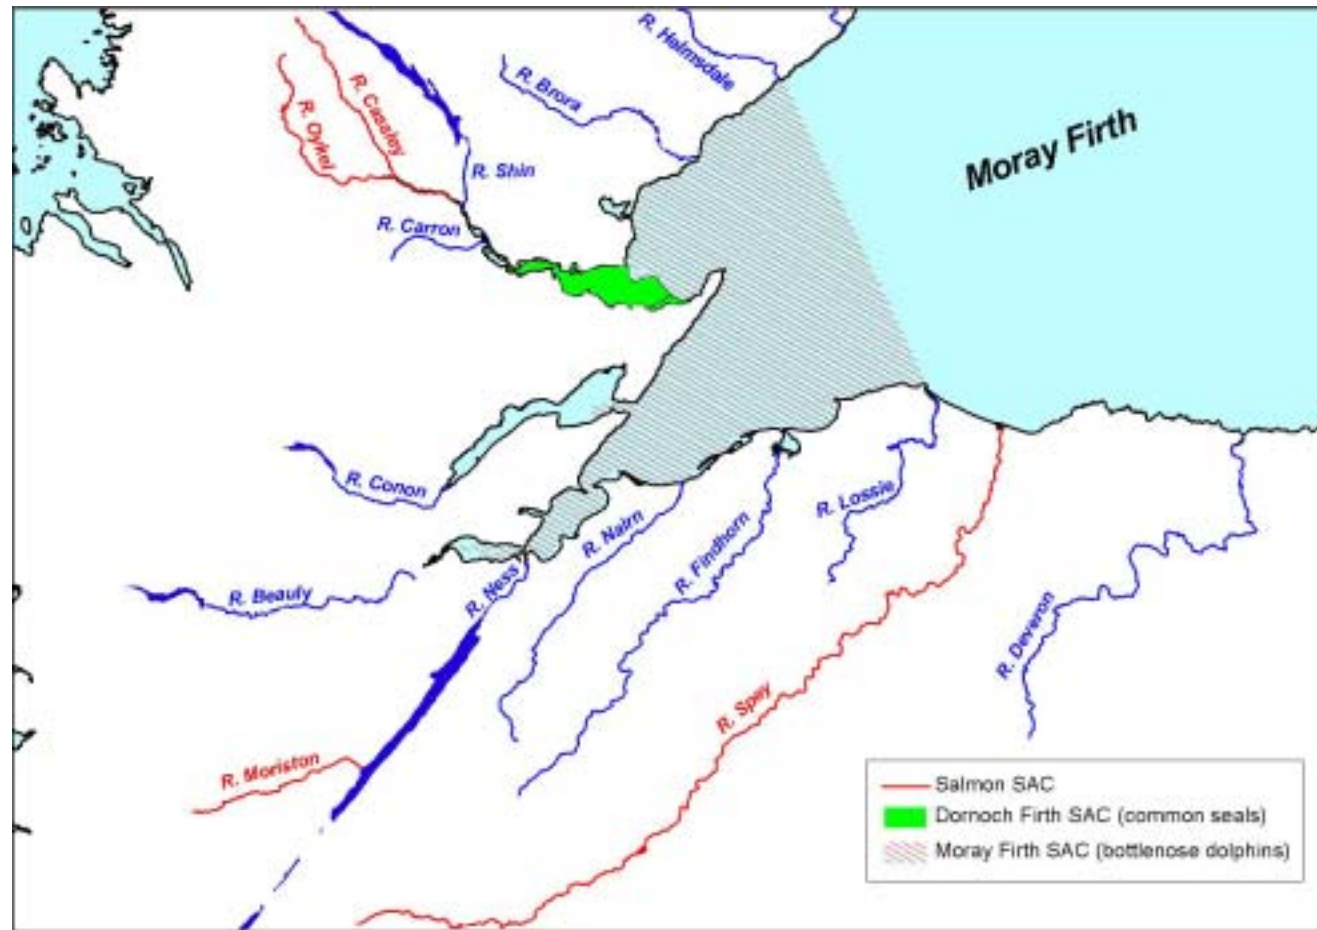 R. Helmsdale
R. Brora
R. Cassley
R. Oykel
R. Shin
R. Carron
Moray Firth
R. Conon
R. Beauly
R. Ness
R. Nairn
R. Findhorn
R. Lossie
R. Spey
R. Deveron
R. Moriston
Salmon SAC
Dornoch Firth SAC (common seals)
Moray Firth SAC (bottlenose dolphins)